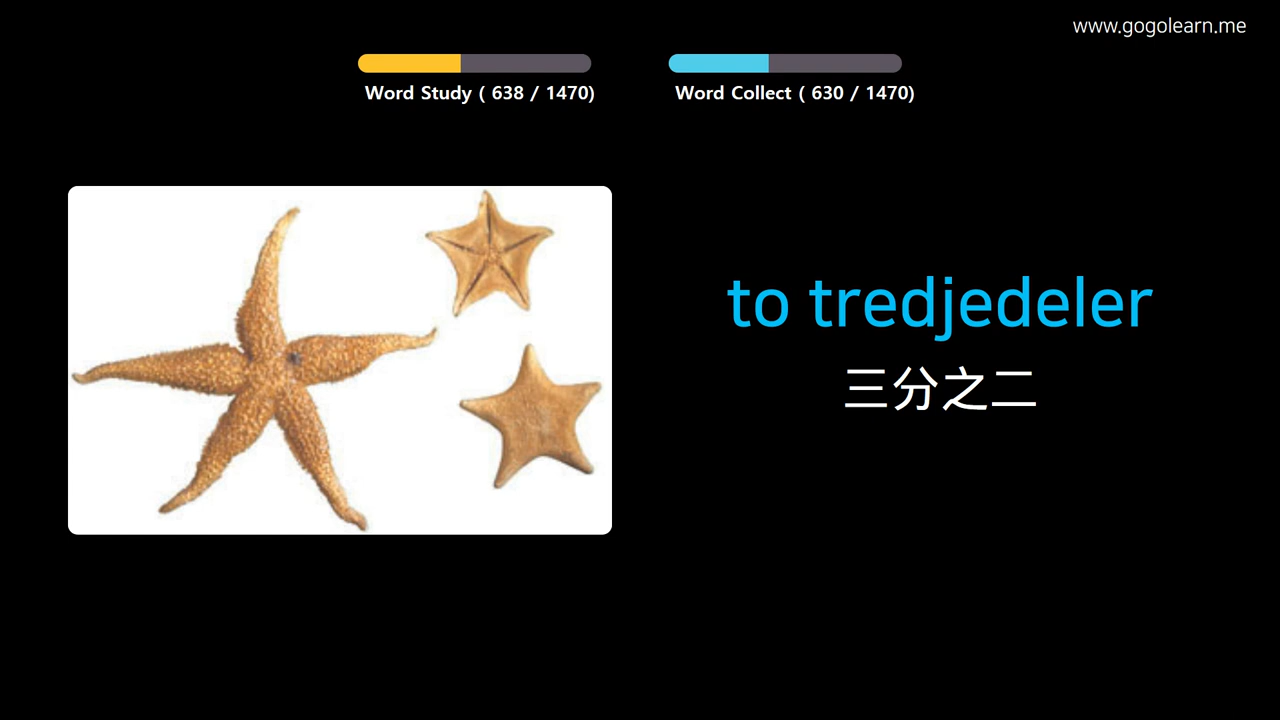 www.gogolearn.me
Word Study ( 638 / 1470)
Word Collect ( 630 / 1470)
to tredjedeler
三分之二